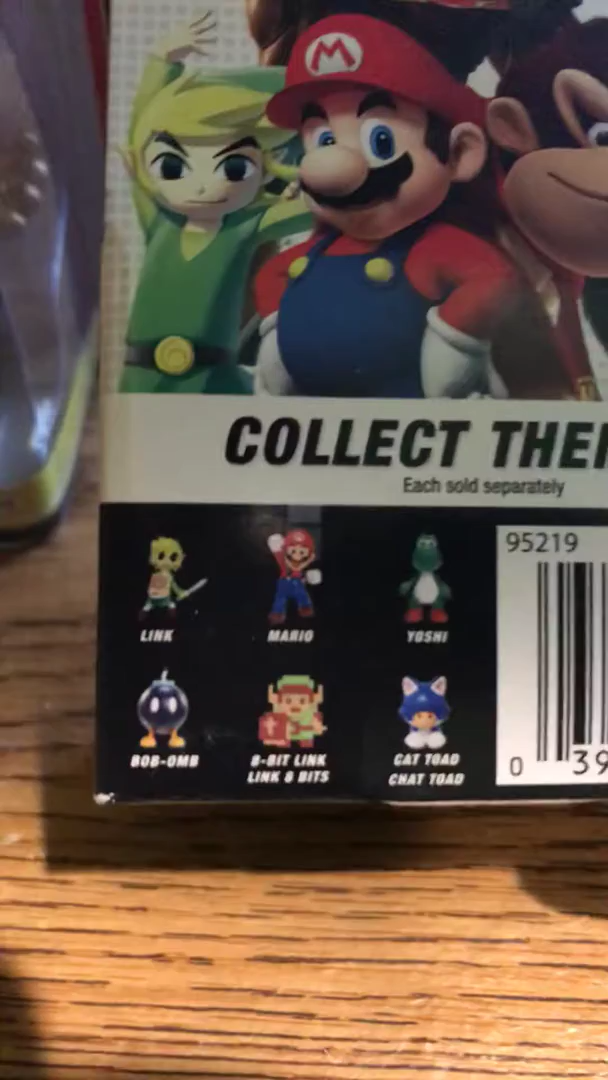 M
COLLECT THE
Each sold separately
95219
LINK
MARIO
YOSHI
BOB-OMB
8-BIT LINK
LINK 8 BITS
CAT TOAD
CHAT TOAD
0 39